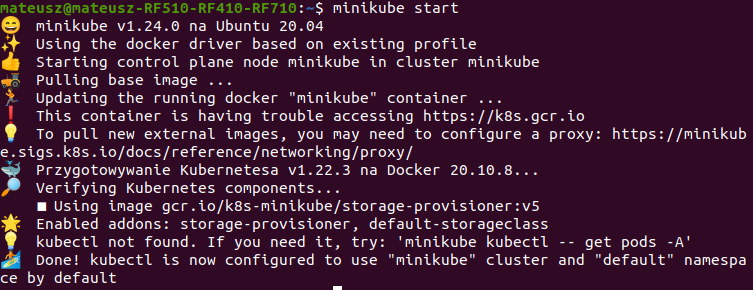 mateusz@mateusz-RF510-RF410-RF710:~$ minikube start
😄  minikube v1.24.0 na Ubuntu 20.04
✨  Using the docker driver based on existing profile
👍  Starting control plane node minikube in cluster minikube
🚜  Pulling base image ...
🏃  Updating the running docker "minikube" container ...
❗  This container is having trouble accessing https://k8s.gcr.io
💡  To pull new external images, you may need to configure a proxy: https://minikub
e.sigs.k8s.io/docs/reference/networking/proxy/
🐳  Przygotowywanie Kubernetesa v1.22.3 na Docker 20.10.8...
🔎  Verifying Kubernetes components...
    ■ Using image gcr.io/k8s-minikube/storage-provisioner:v5
🌟  Enabled addons: storage-provisioner, default-storageclass
💡  kubectl not found. If you need it, try: 'minikube kubectl -- get pods -A'
🏄  Done! kubectl is now configured to use "minikube" cluster and "default" namespa
ce by default